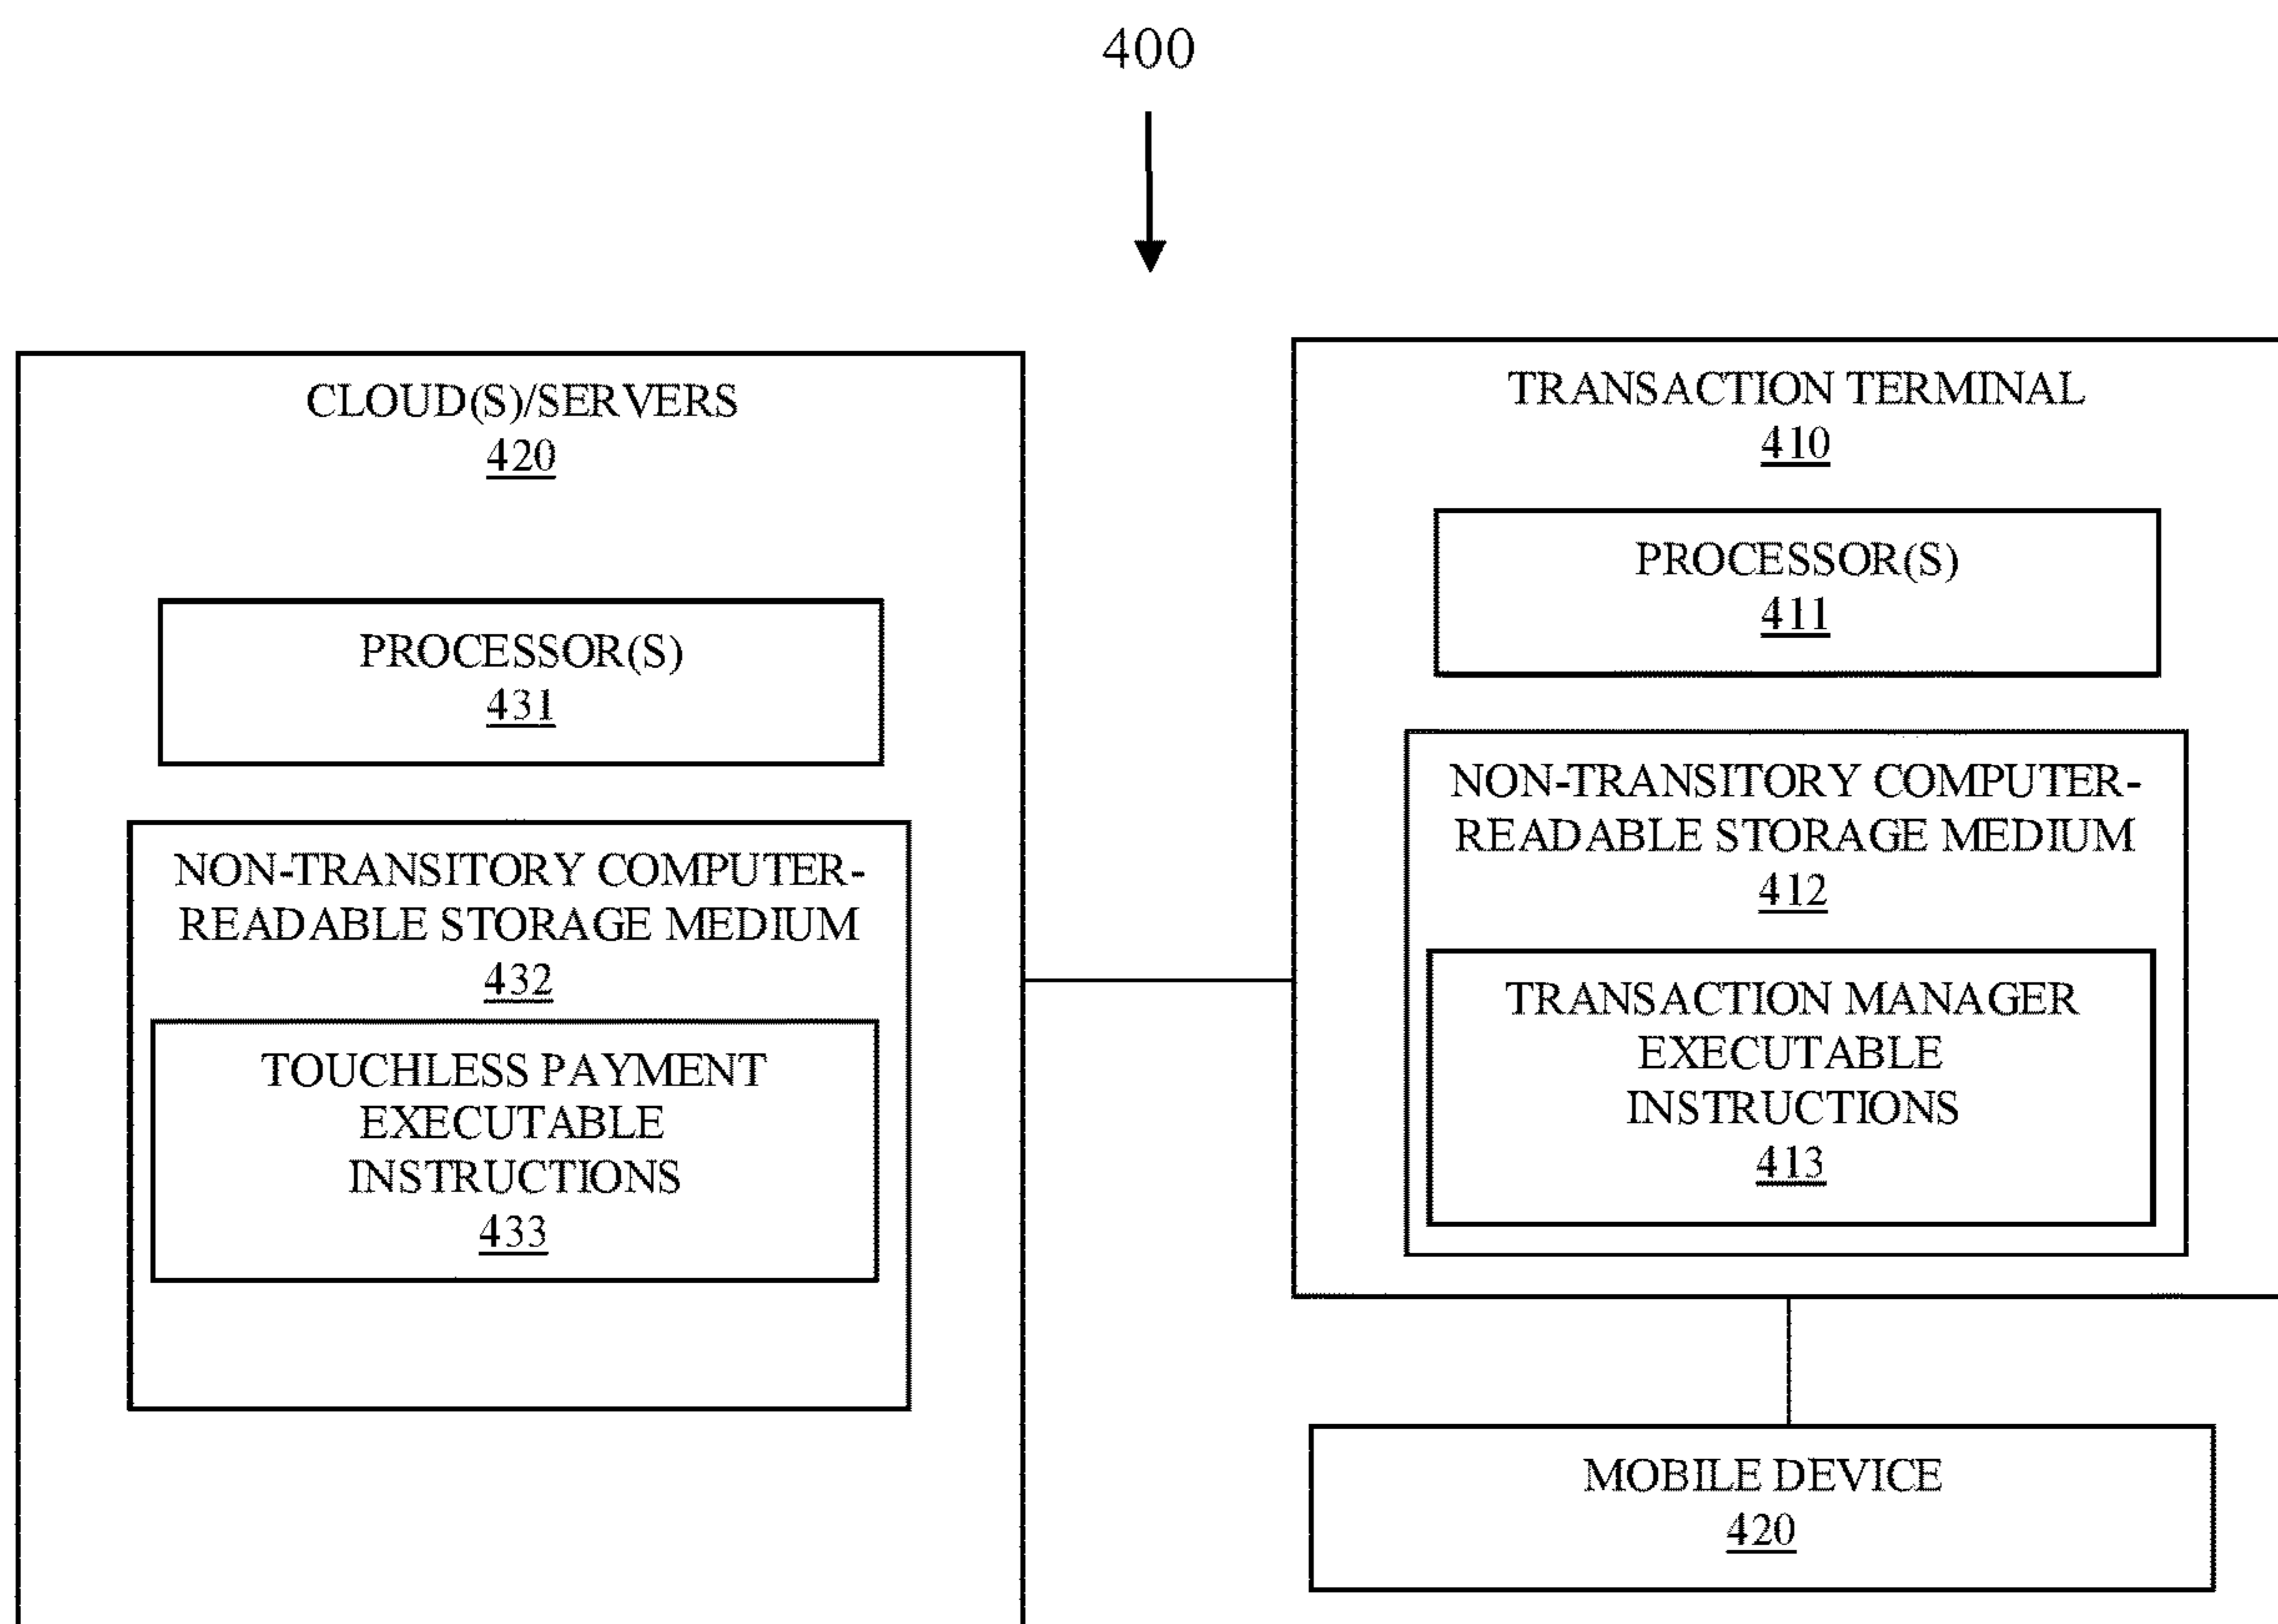 400
CLOUD(S)/SERVERS
420
PROCESSOR(S)
431
NON-TRANSITORY COMPUTER-
READABLE STORAGE MEDIUM
432
TOUCHLESS PAYMENT
EXECUTABLE
INSTRUCTIONS
433
TRANSACTION TERMINAL
410
PROCESSOR(S)
411
NON-TRANSITORY COMPUTER-
READABLE STORAGE MEDIUM
412
TRANSACTION MANAGER
EXECUTABLE
INSTRUCTIONS
413
MOBILE DEVICE
420